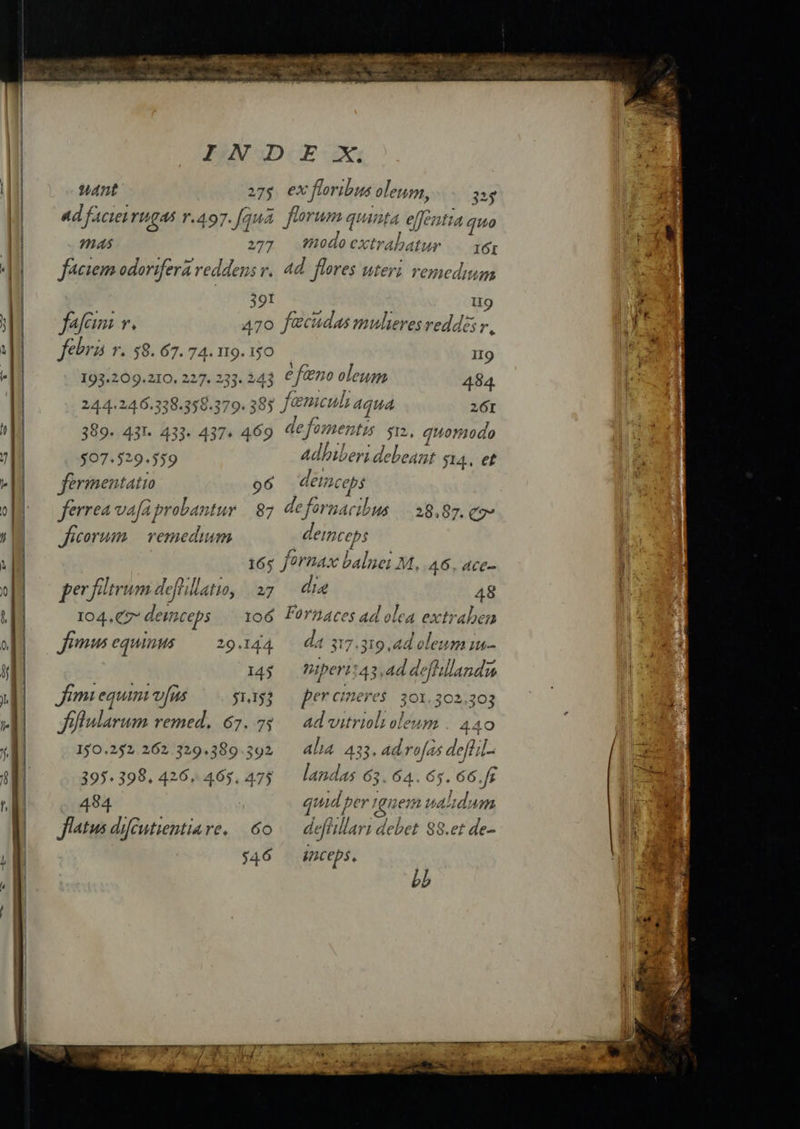 INDEX.
uant 275
ad faciei rugas r. 497. squa
mas 277
faciem odoriferã reddens r.
391
fascini r. 470
febris r. 58. 67. 74. 119. 150
193. 209. 210. 227. 233. 243
244. 246. 338. 358. 379. 385
389. 431. 433. 437. 469
507. 529. 559
fermentatio 96
ferrea vasa probantur 87
ficorum remedium
165
per filtrum destillatio, 27
104. & deinceps 106
fimus equinus 29. 144
145
fimi equini vsus 51. 153
fistularum remed. 67. 75
150. 252. 262. 329. 389. 392
395. 398. 426. 465. 475
484
flatus discutientia re. 60
546
ex floribus oleum, 325
florum quinta essentia quo
modo extrahatur 161
ad flores uteri remedium
119
fœcũdas mulieres reddẽs r.
119
è fœno oleum 484
fœniculi aqua 261
de fomentis 512. quomodo
adhiberi debeant 514. et
deinceps
de fornacibus 28. 87. &
deinceps
fornax balnei M. 46. ace-
diæ 48
Fornaces ad olea extrahen
da 317. 319. ad oleum iu-
niperi: 43. ad destillandũ
per cineres 301. 302. 303
ad vitrioli oleum 440
alia 433. ad rosas destil-
landas 63. 64. 65. 66. si
quid per ignem ualidum
destillari debet 88. et de-
inceps.
bb